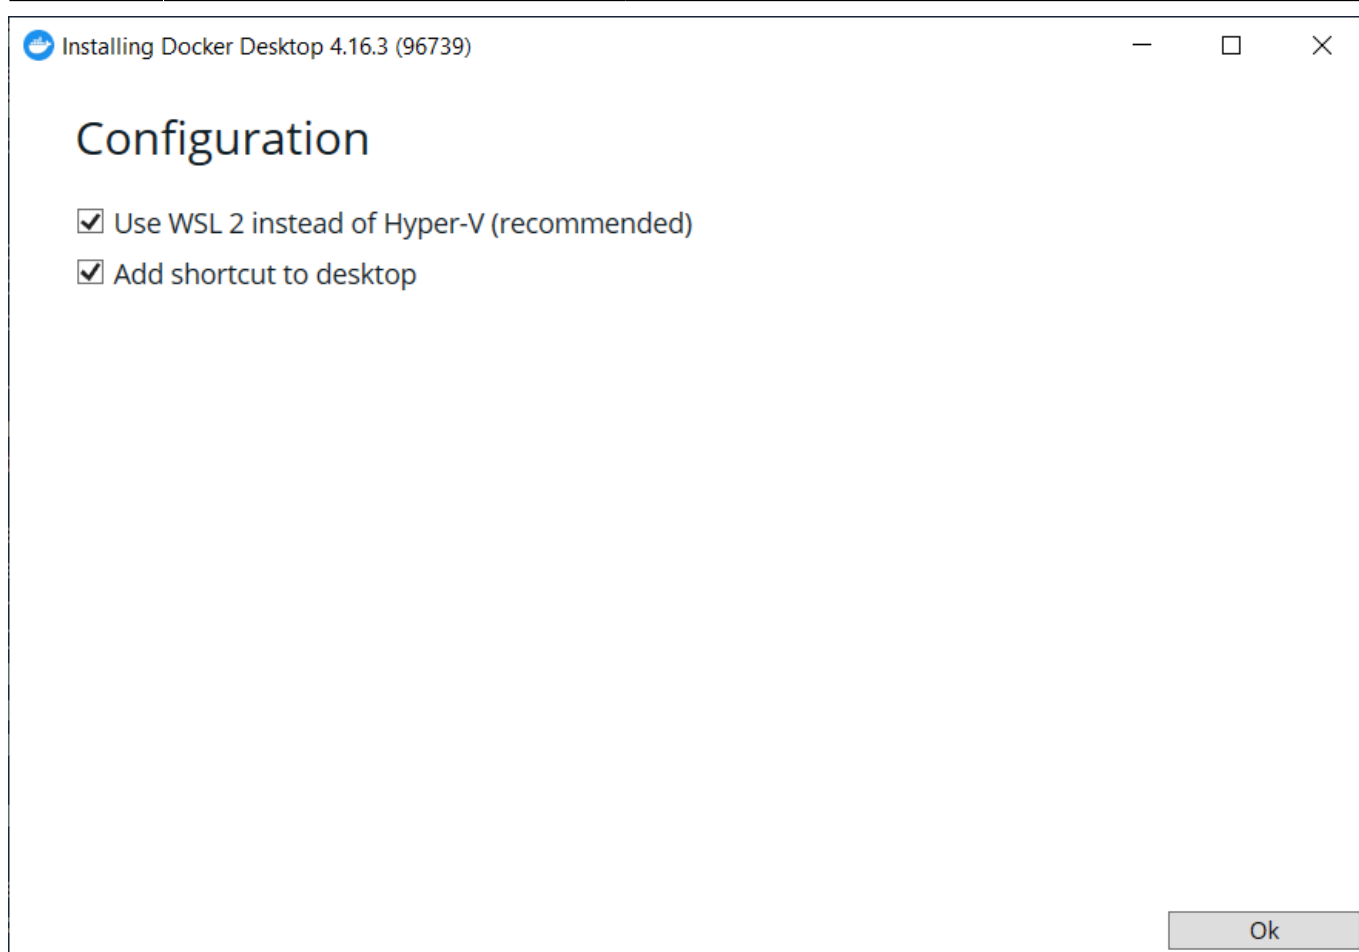 Installing Docker Desktop 4.16.3 (96739)
Configuration
Use WSL 2 instead of Hyper-V (recommended)
Add shortcut to desktop
Ok